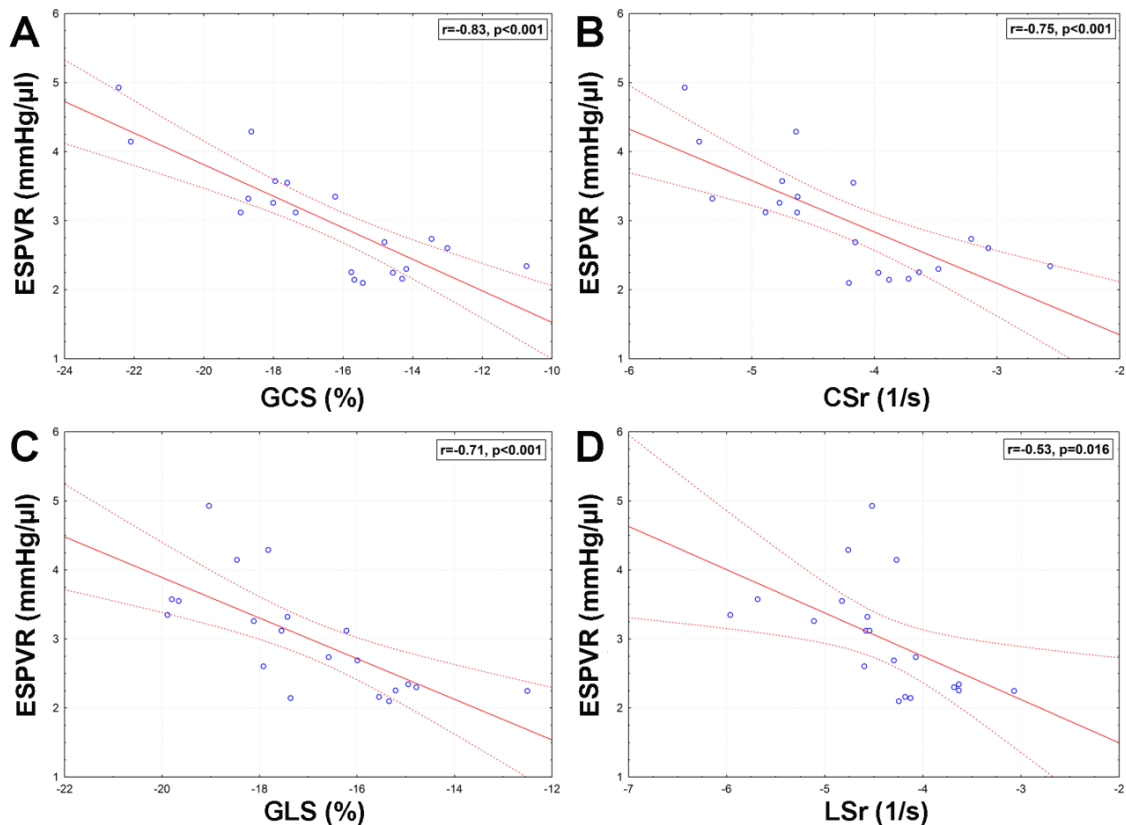 A
r=-0.83, p<0.001
ESPVR (mmHg/µl)
6
5
4
3
2
1
-24 -22 -20 -18 -16 -14 -12 -10
GCS (%)
B
r=-0.75, p<0.001
ESPVR (mmHg/µl)
6
5
4
3
2
1
-6 -5 -4 -3 -2
CSr (1/s)
C
r=-0.71, p<0.001
ESPVR (mmHg/µl)
6
5
4
3
2
1
-22 -20 -18 -16 -14 -12
GLS (%)
D
r=-0.53, p=0.016
ESPVR (mmHg/µl)
6
5
4
3
2
1
-7 -6 -5 -4 -3 -2
LSr (1/s)